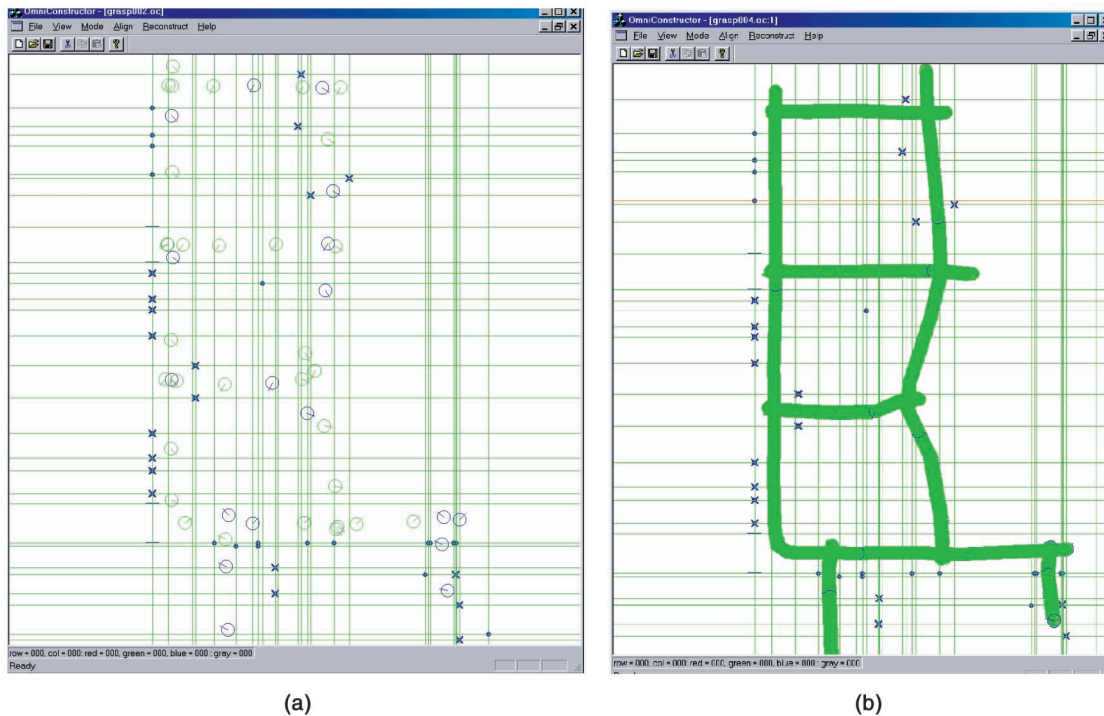 OmniConstructor - [grasp002.oc]
File View Mode Align Reconstruct Help
row = 000, col = 000: red = 000, green = 000, blue = 000 : gray = 000
Ready
(a)
OmniConstructor - [grasp004.oc:1]
File View Mode Align Reconstruct Help
row = 000, col = 000: red = 000, green = 000, blue = 000 : gray = 000
(b)